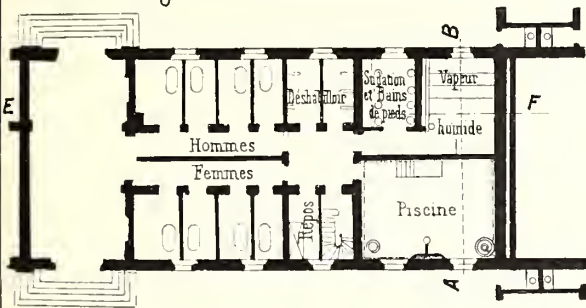 B
E
Déshabilloir
Sudation
et Bains
de pieds
Vapeur
humide
F
Hommes
Femmes
Repos
Piscine
A